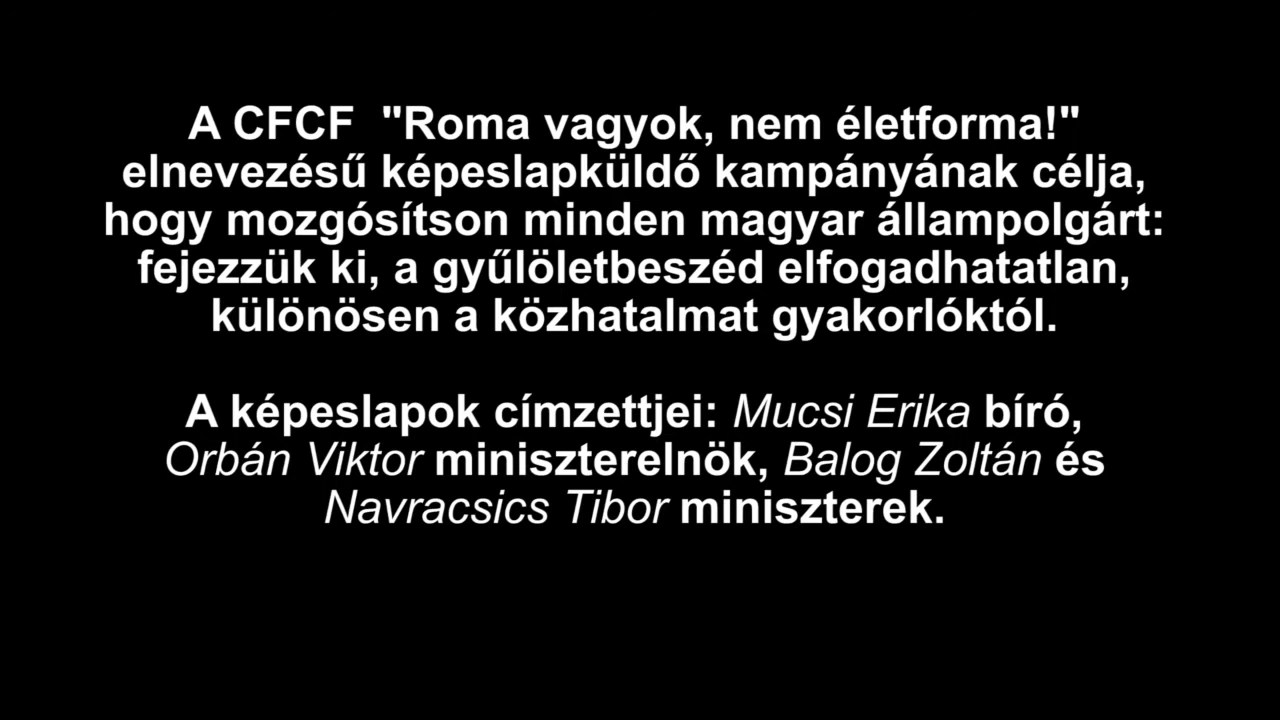 A CFCF "Roma vagyok, nem életforma!"
elnevezésű képeslapküldő kampányának célja,
hogy mozgósítson minden magyar állampolgárt:
fejezzük ki, a gyűlöletbeszéd elfogadhatatlan,
különösen a közhatalmat gyakorlóktól.
A képeslapok címzettjei: Mucsi Erika bíró,
Orbán Viktor miniszterelnök, Balog Zoltán és
Navracsics Tibor miniszterek.